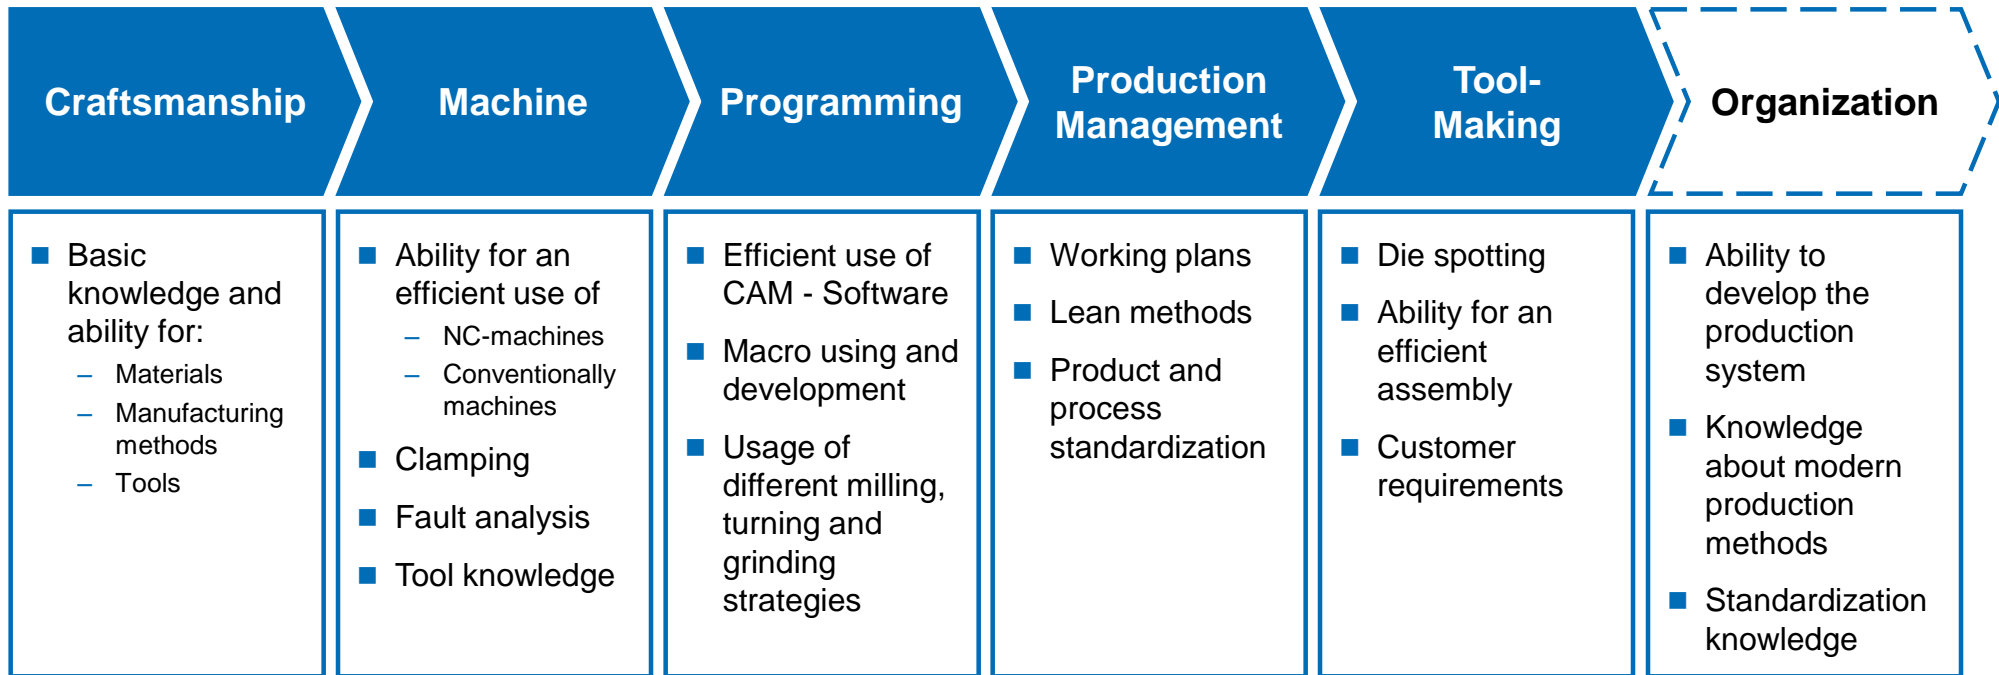 Craftsmanship
Machine
Programming
Production
Management
Tool-
Making
Organization
Basic
knowledge and
ability for:
– Materials
– Manufacturing
methods
– Tools
Ability for an
efficient use of
– NC-machines
– Conventionally
machines
Clamping
Fault analysis
Tool knowledge
Efficient use of
CAM - Software
Macro using and
development
Usage of
different milling,
turning and
grinding
strategies
Working plans
Lean methods
Product and
process
standardization
Die spotting
Ability for an
efficient
assembly
Customer
requirements
Ability to
develop the
production
system
Knowledge
about modern
production
methods
Standardization
knowledge